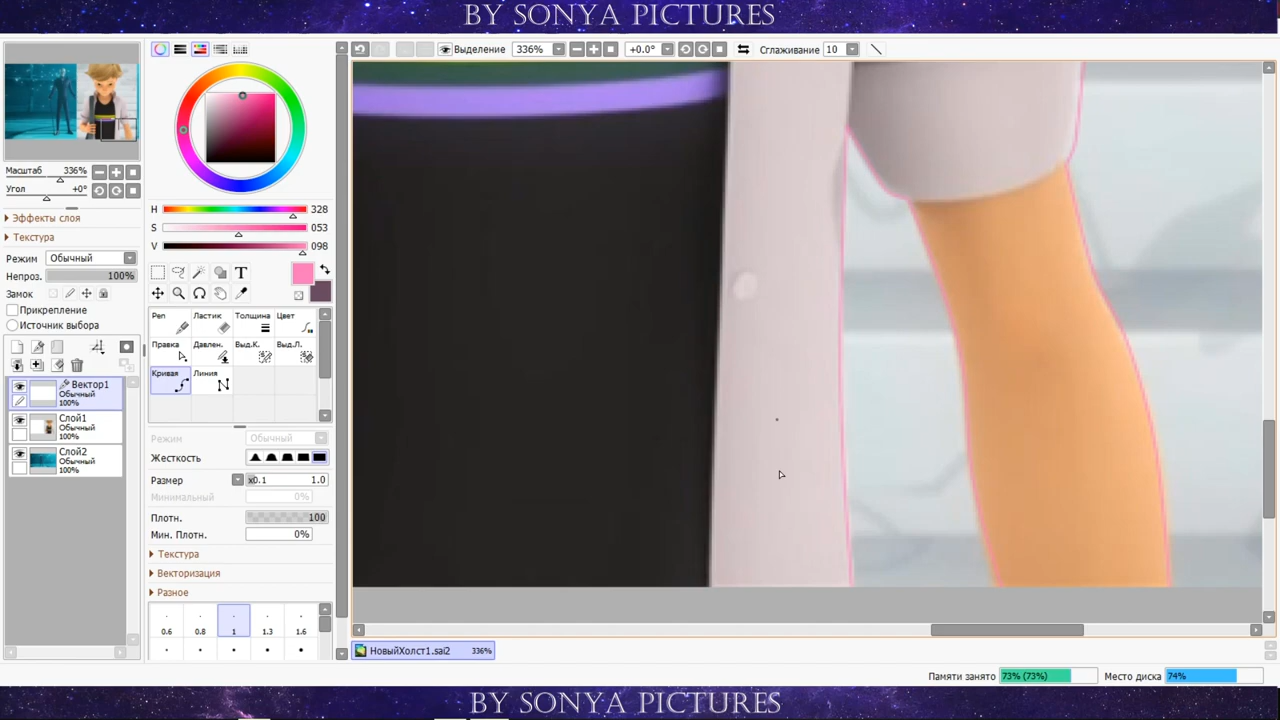 BY SONYA PICTURES
Выделение 336% +0.0° Сглаживание 10
Масштаб 336%
Угол +0°
Эффекты слоя
Текстура
Режим Обычный
Непроз. 100%
Замок
Прикрепление
Источник выбора
Вектор1
Обычный
100%
Слой1
Обычный
100%
Слой2
Обычный
100%
H 328
S 053
V 098
T
Pen Ластик Толщина Цвет
Правка Давлен. Выд.К. Выд.Л.
Кривая Линия
Режим Обычный
Жесткость
Размер x0.1 1.0
Минимальный 0%
Плотн. 100
Мин. Плотн. 0%
Текстура
Векторизация
Разное
0.6 0.8 1 1.3 1.6
НовыйХолст1.sai2 336%
Памяти занято 73% (73%) Место диска 74%
BY SONYA PICTURES